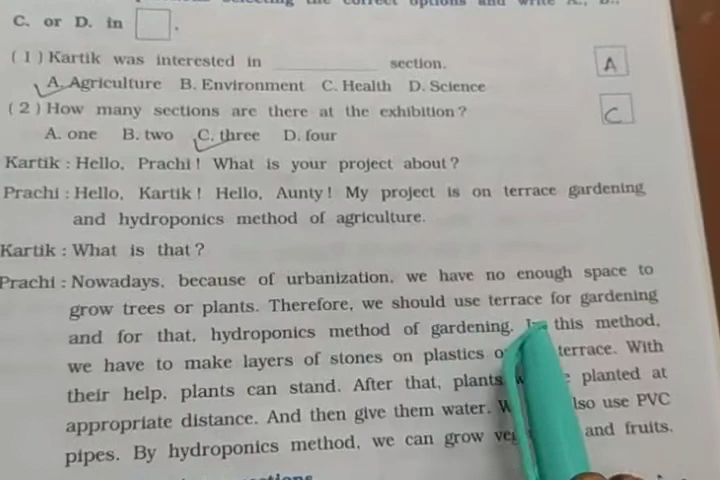 the correct options and write A., B.,
C. or D. in .
( 1 ) Kartik was interested in __________ section.
A
A. Agriculture B. Environment C. Health D. Science
( 2 ) How many sections are there at the exhibition?
C
A. one B. two C. three D. four
Kartik : Hello, Prachi! What is your project about?
Prachi : Hello, Kartik! Hello, Aunty! My project is on terrace gardening
and hydroponics method of agriculture.
Kartik : What is that?
Prachi : Nowadays, because of urbanization, we have no enough space to
grow trees or plants. Therefore, we should use terrace for gardening
and for that, hydroponics method of gardening. this method,
we have to make layers of stones on plastics terrace. With
their help, plants can stand. After that, plants planted at
appropriate distance. And then give them water. use PVC
pipes. By hydroponics method, we can grow and fruits.